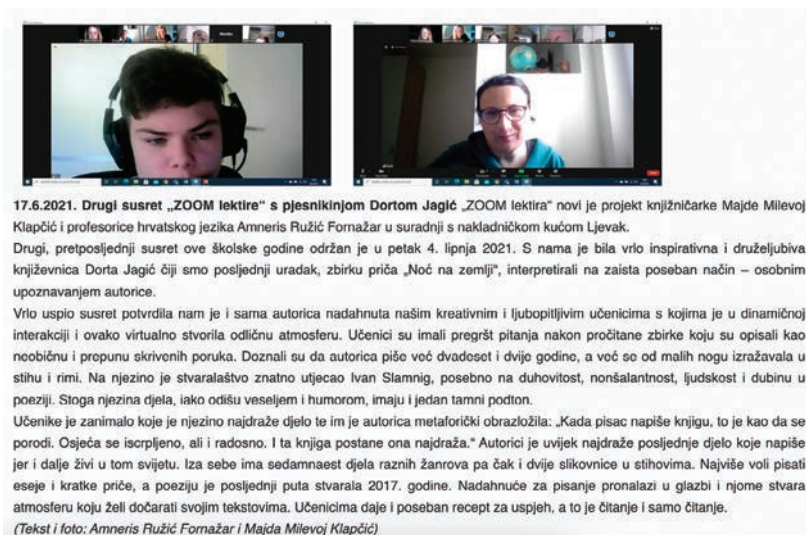 17.6.2021. Drugi susret „ZOOM lektire“ s pjesnikinjom Dortom Jagić „ZOOM lektira“ novi je projekt knjižničarke Majde Milevoj
Klapčić i profesorice hrvatskog jezika Amneris Ružić Fornažar u suradnji s nakladničkom kućom Ljevak.
Drugi, pretposljednji susret ove školske godine održan je u petak 4. lipnja 2021. S nama je bila vrlo inspirativna i druželjubiva
književnica Dorta Jagić čiji smo posljednji uradak, zbirku priča „Noć na zemlji“, interpretirali na zaista poseban način – osobnim
upoznavanjem autorice.
Vrlo uspio susret potvrdila nam je i sama autorica nadahnuta našim kreativnim i ljubopitljivim učenicima s kojima je u dinamičnoj
interakciji i ovako virtualno stvorila odličnu atmosferu. Učenici su imali pregršt pitanja nakon pročitane zbirke koju su opisali kao
neobičnu i prepunu skrivenih poruka. Doznali su da autorica piše već dvadeset i dvije godine, a već se od malih nogu izražavala u
stihu i rimi. Na njezino je stvaralaštvo znatno utjecao Ivan Slamnig, posebno na duhovitost, nonšalantnost, ljudskost i dubinu u
poeziji. Stoga njezina djela, iako odišu veseljem i humorom, imaju i jedan tamni podton.
Učenike je zanimalo koje je njezino najdraže djelo te im je autorica metaforički obrazložila: „Kada pisac napiše knjigu, to je kao da se
porodi. Osjeća se iscrpljeno, ali i radosno. I ta knjiga postane ona najdraža.“ Autorici je uvijek najdraže posljednje djelo koje napiše
jer i dalje živi u tom svijetu. Iza sebe ima sedamnaest djela raznih žanrova pa čak i dvije slikovnice u stihovima. Najviše voli pisati
eseje i kratke priče, a poeziju je posljednji puta stvarala 2017. godine. Nadahnuće za pisanje pronalazi u glazbi i njome stvara
atmosferu koju želi dočarati svojim tekstovima. Učenicima daje i poseban recept za uspjeh, a to je čitanje i samo čitanje.
(Tekst i foto: Amneris Ružić Fornažar i Majda Milevoj Klapčić)